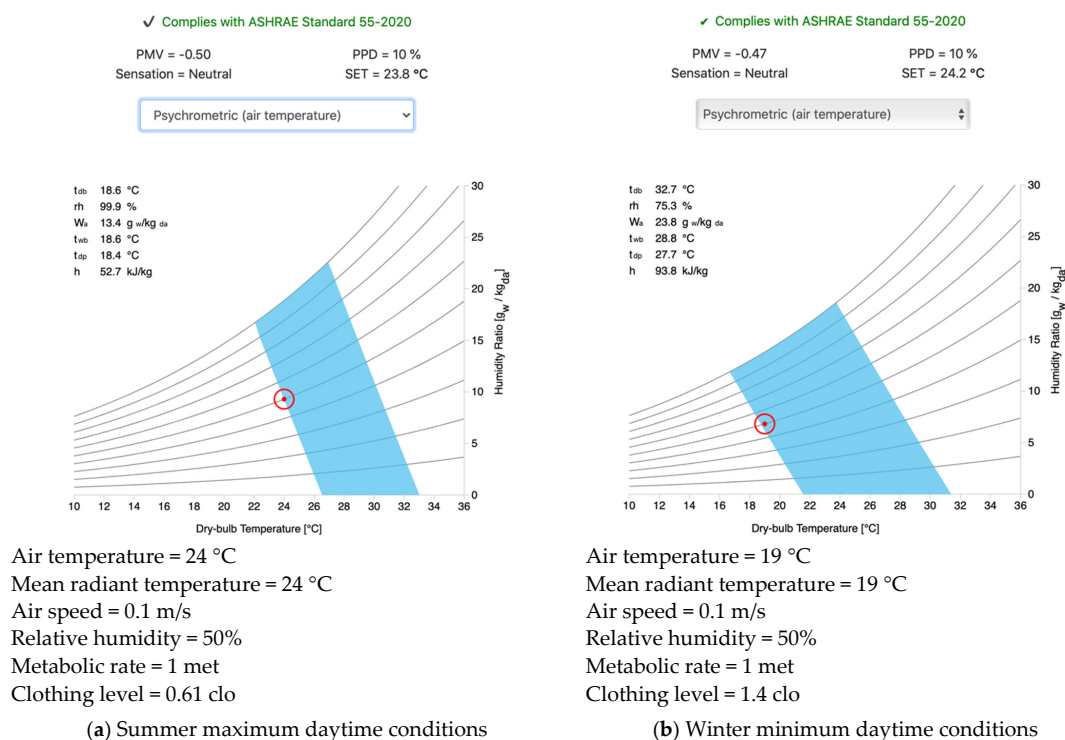 ✓ Complies with ASHRAE Standard 55-2020
PMV = -0.50 PPD = 10 %
Sensation = Neutral SET = 23.8 °C
Psychrometric (air temperature)
tdb 18.6 °C
rh 99.9 %
Wa 13.4 g w/kg da
twb 18.6 °C
tdp 18.4 °C
h 52.7 kJ/kg
30
25
20
15
10
5
0
Humidity Ratio [gw / kgda]
10 12 14 16 18 20 22 24 26 28 30 32 34 36
Dry-bulb Temperature [°C]
Air temperature = 24 °C
Mean radiant temperature = 24 °C
Air speed = 0.1 m/s
Relative humidity = 50%
Metabolic rate = 1 met
Clothing level = 0.61 clo
(a) Summer maximum daytime conditions
✔ Complies with ASHRAE Standard 55-2020
PMV = -0.47 PPD = 10 %
Sensation = Neutral SET = 24.2 °C
Psychrometric (air temperature)
tdb 32.7 °C
rh 75.3 %
Wa 23.8 g w/kg da
twb 28.8 °C
tdp 27.7 °C
h 93.8 kJ/kg
30
25
20
15
10
5
0
Humidity Ratio [gw / kgda]
10 12 14 16 18 20 22 24 26 28 30 32 34 36
Dry-bulb Temperature [°C]
Air temperature = 19 °C
Mean radiant temperature = 19 °C
Air speed = 0.1 m/s
Relative humidity = 50%
Metabolic rate = 1 met
Clothing level = 1.4 clo
(b) Winter minimum daytime conditions